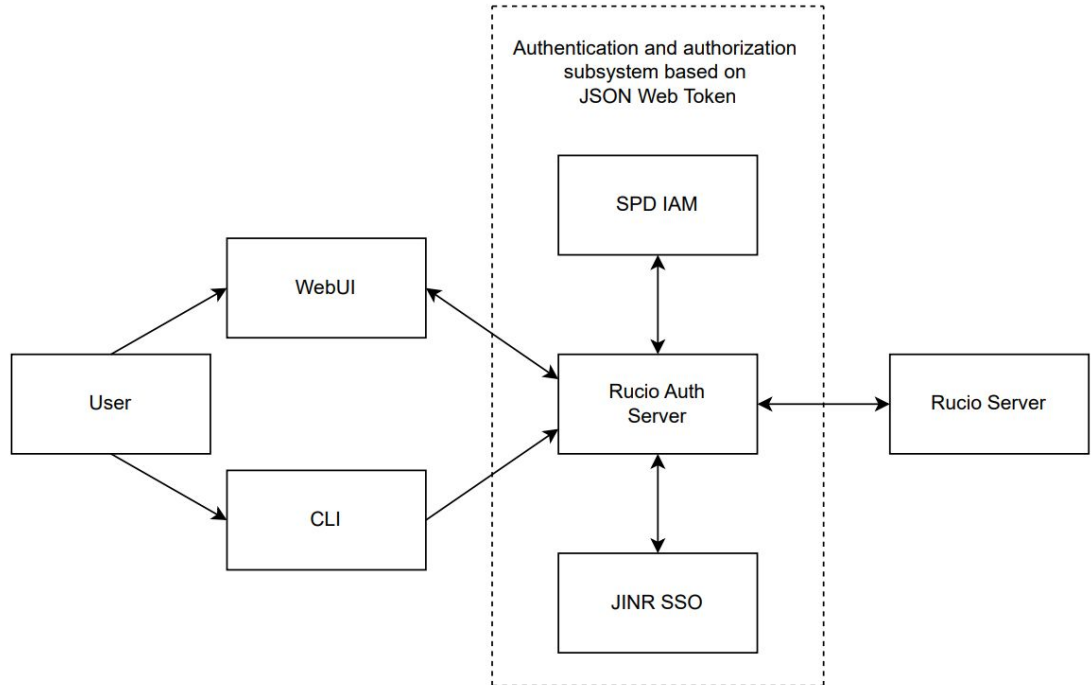 Authentication and authorization
subsystem based on
JSON Web Token
SPD IAM
WebUI
User
Rucio Auth
Server
Rucio Server
CLI
JINR SSO